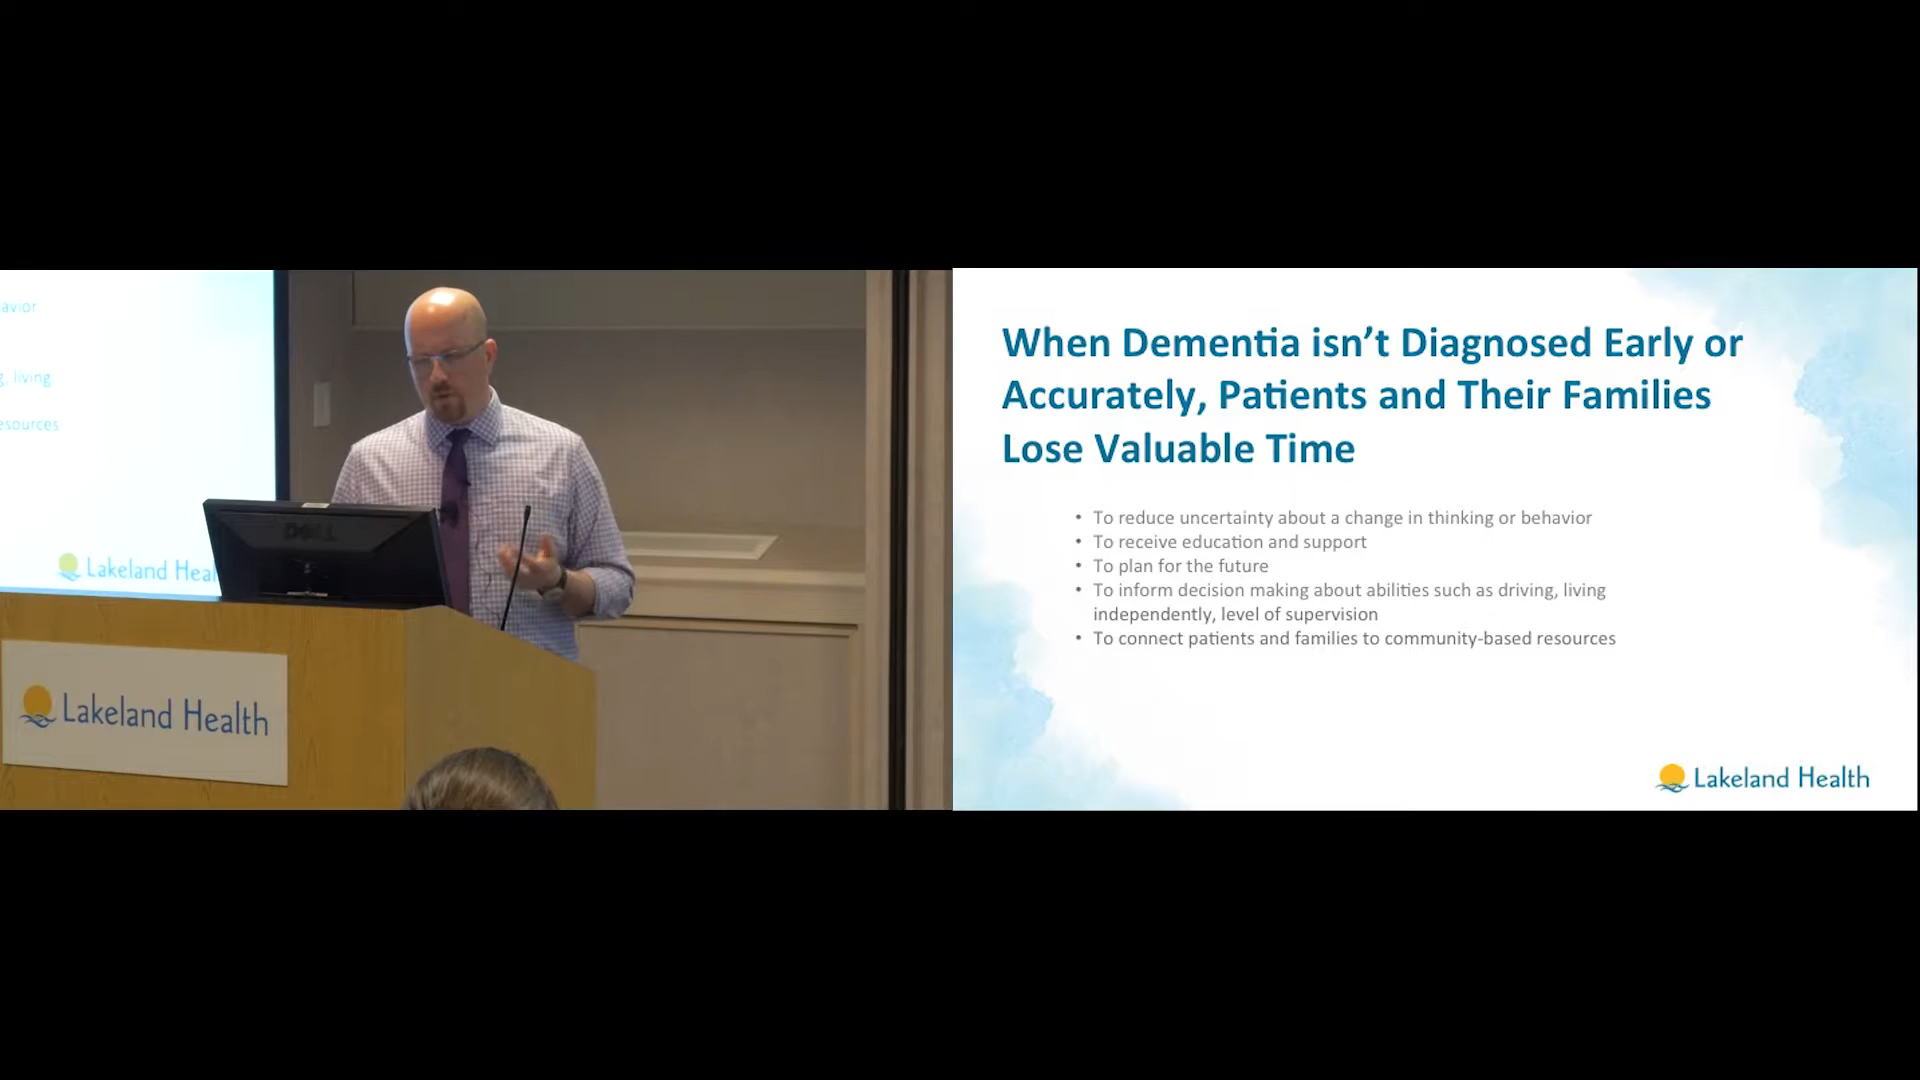 avior
g, living
esources
Lakeland Heal
DELL
Lakeland Health
When Dementia isn't Diagnosed Early or
Accurately, Patients and Their Families
Lose Valuable Time
• To reduce uncertainty about a change in thinking or behavior
• To receive education and support
• To plan for the future
• To inform decision making about abilities such as driving, living
independently, level of supervision
• To connect patients and families to community-based resources
Lakeland Health